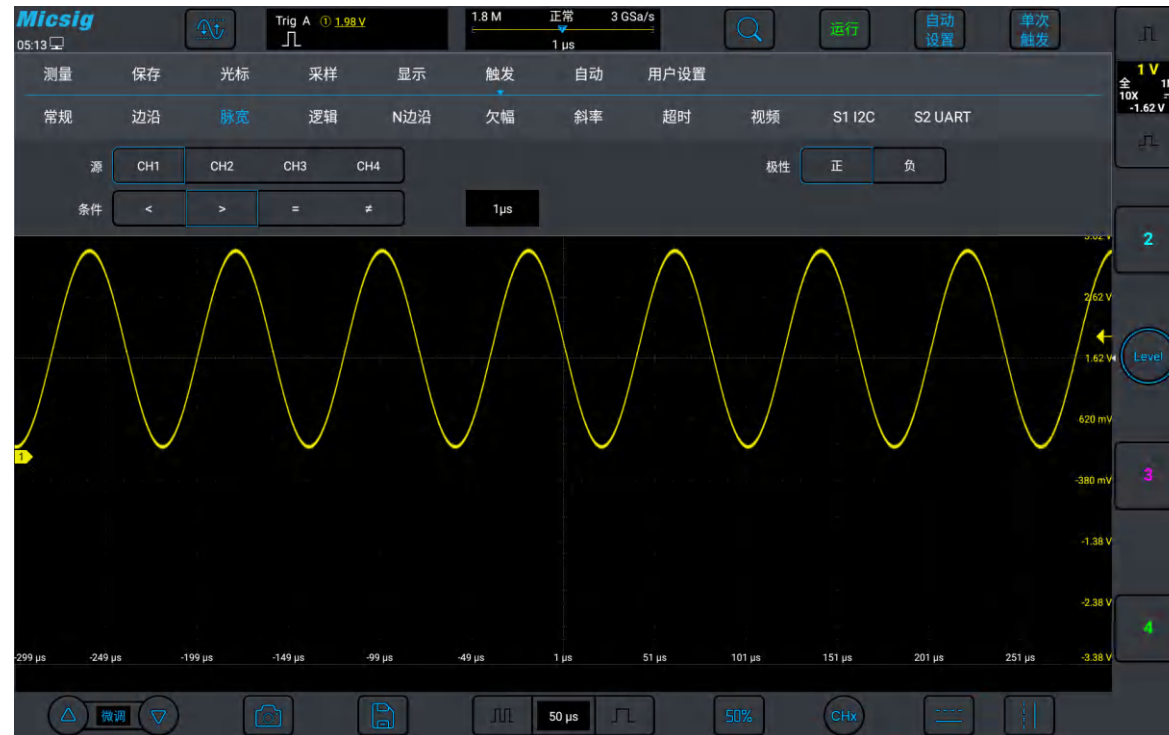 Micsig
05:13
Trig A ① 1.98 V
1.8 M 正常 3 GSa/s
1 µs
运行
自动
设置
单次
触发
测量 保存 光标 采样 显示 触发 自动 用户设置
常规 边沿 脉宽 逻辑 N边沿 欠幅 斜率 超时 视频 S1 I2C S2 UART
源 CH1 CH2 CH3 CH4 极性 正 负
条件 < > = ≠ 1µs
1 V
全
10X
-1.62 V
2
2.62 V
1.62 V
Level
620 mV
1
-380 mV
3
-1.38 V
-2.38 V
4
-299 µs -249 µs -199 µs -149 µs -99 µs -49 µs 1 µs 51 µs 101 µs 151 µs 201 µs 251 µs -3.38 V
微调 50 µs 50% CHx